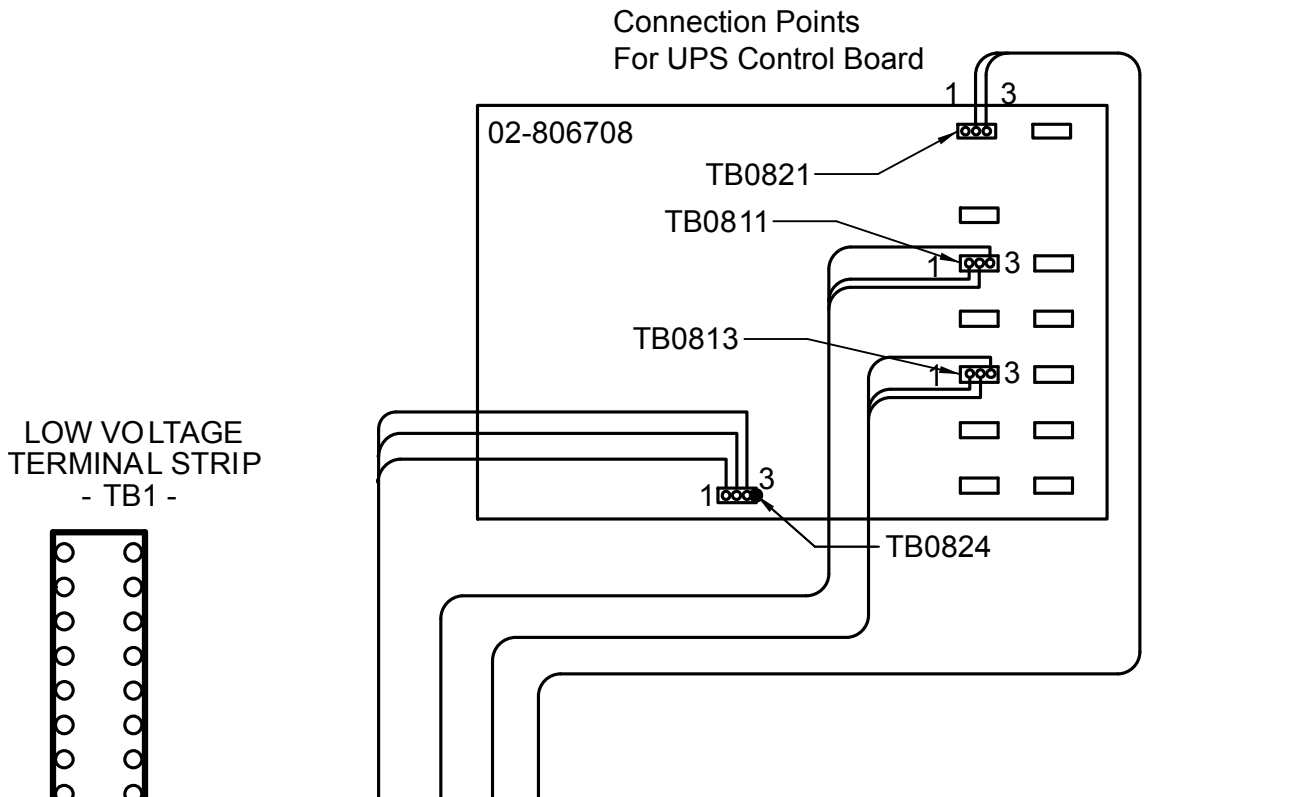 Connection Points
For UPS Control Board
1 3
02-806708
TB0821
TB0811
1 3
TB0813
1 3
LOW VOLTAGE
TERMINAL STRIP
- TB1 -
1 3
TB0824